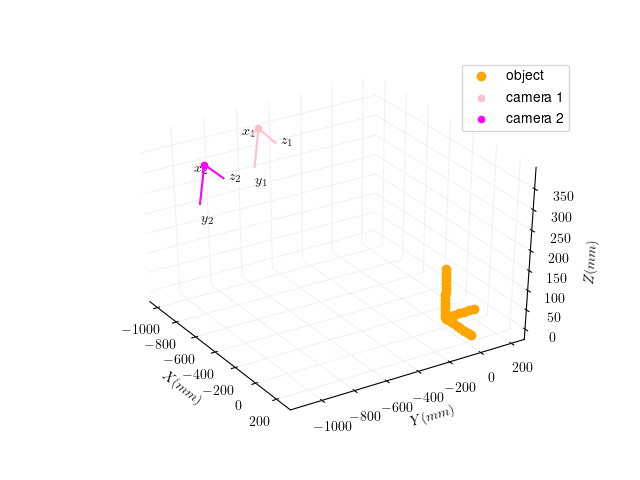 object
camera 1
camera 2
x₁
z₁
y₁
x₂
z₂
y₂
350
300
250
200
150
100
50
0
Z(mm)
−1000
−800
−600
−400
−200
0
200
X(mm)
−1000
−800
−600
−400
−200
0
200
Y(mm)